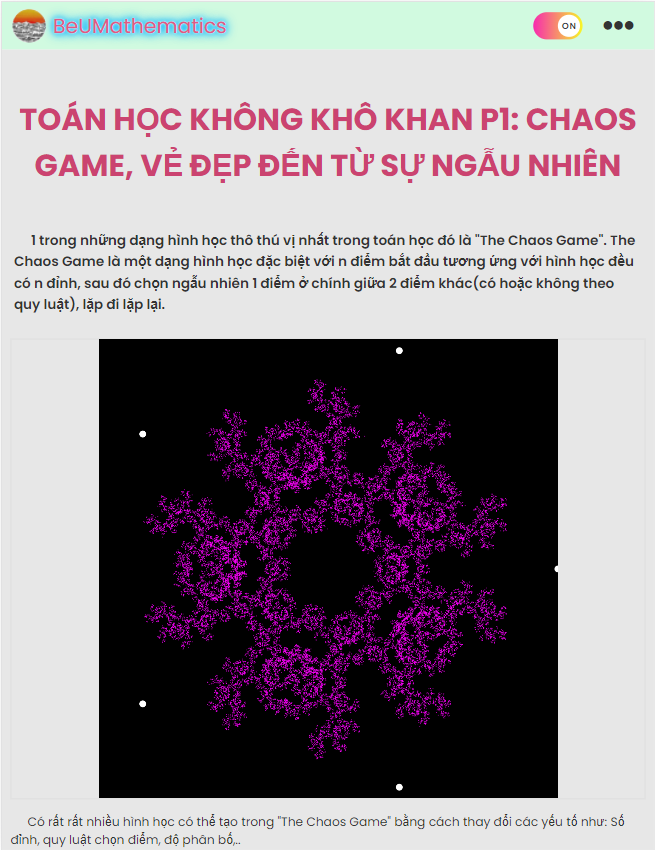 BeUMathematics
ON
TOÁN HỌC KHÔNG KHÔ KHAN P1: CHAOS
GAME, VẺ ĐẸP ĐẾN TỪ SỰ NGẪU NHIÊN
1 trong những dạng hình học thô thú vị nhất trong toán học đó là "The Chaos Game". The
Chaos Game là một dạng hình học đặc biệt với n điểm bắt đầu tương ứng với hình học đều
có n đỉnh, sau đó chọn ngẫu nhiên 1 điểm ở chính giữa 2 điểm khác(có hoặc không theo
quy luật), lặp đi lặp lại.
Có rất rất nhiều hình học có thể tạo trong "The Chaos Game" bằng cách thay đổi các yếu tố như: Số
đỉnh, quy luật chọn điểm, độ phân bố,..